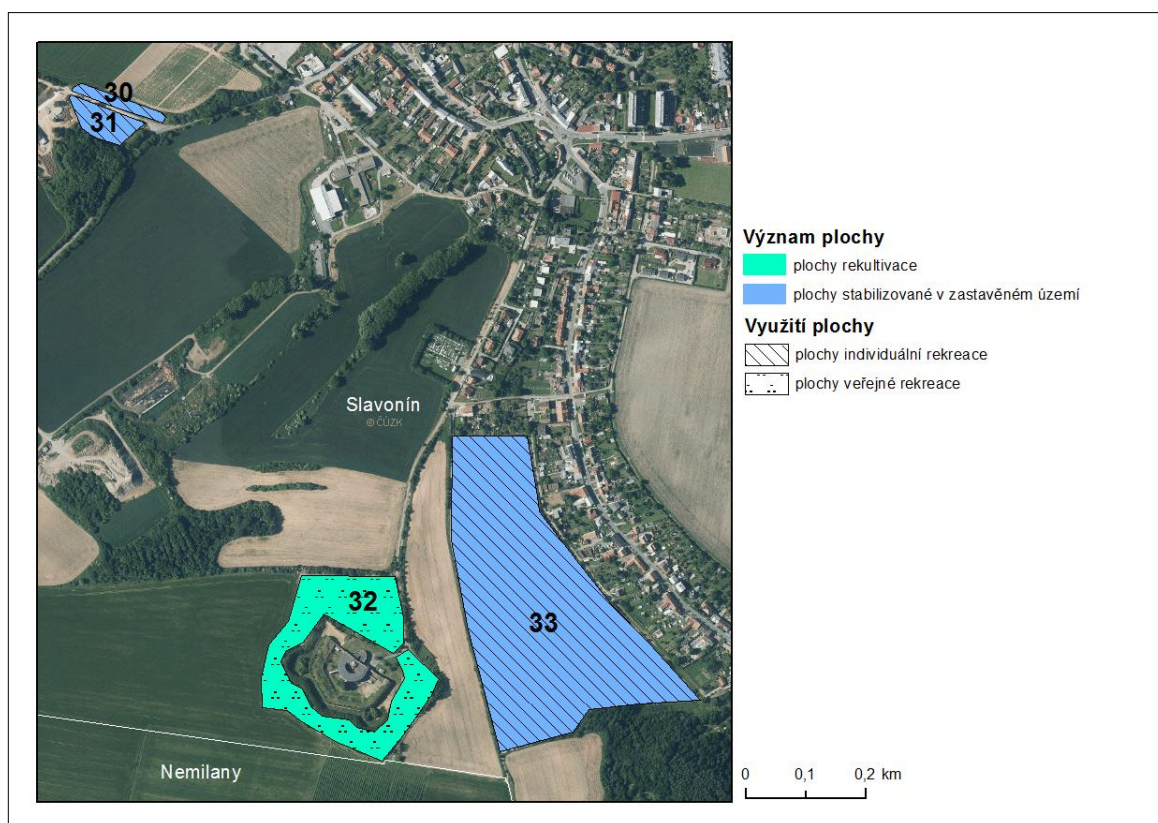 30
31
Slavonín
© ČÚZK
32
33
Nemilany
Význam plochy
plochy rekultivace
plochy stabilizované v zastavěném území
Využití plochy
plochy individuální rekreace
plochy veřejné rekreace
0 0,1 0,2 km